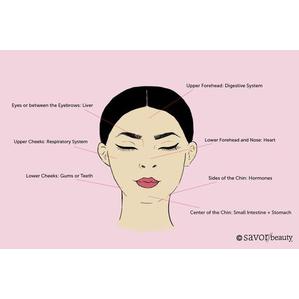 Upper Forehead: Digestive System
Eyes or between the Eyebrows: Liver
Upper Cheeks: Respiratory System
Lower Forehead and Nose: Heart
Lower Cheeks: Gums or Teeth
Sides of the Chin: Hormones
Center of the Chin: Small Intestine + Stomach
© savor beauty